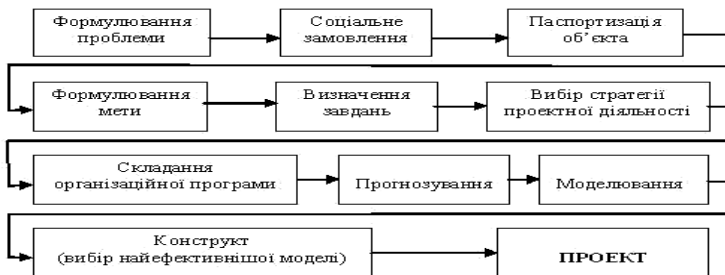 Формулювання
проблеми
Соціальне
замовлення
Паспортизація
об’єкта
Формулювання
мети
Визначення
завдань
Вибір стратегії
проектної діяльності
Складання
організаційної програми
Прогнозування
Моделювання
Конструкт
(вибір найефективнішої моделі)
ПРОЕКТ